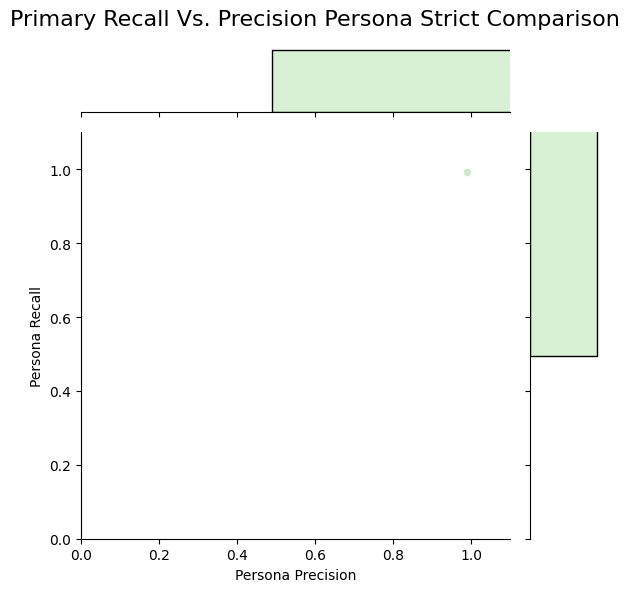 Primary Recall Vs. Precision Persona Strict Comparison
1.0
0.8
0.6
0.4
0.2
0.0
Persona Recall
0.0 0.2 0.4 0.6 0.8 1.0
Persona Precision